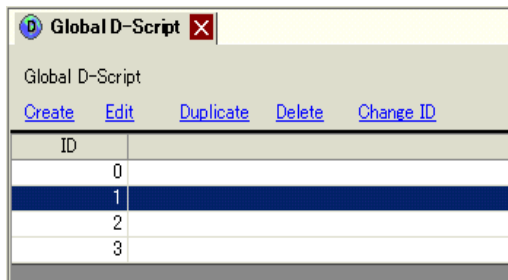 Global D-Script
Global D-Script
Create Edit Duplicate Delete Change ID
ID
0
1
2
3